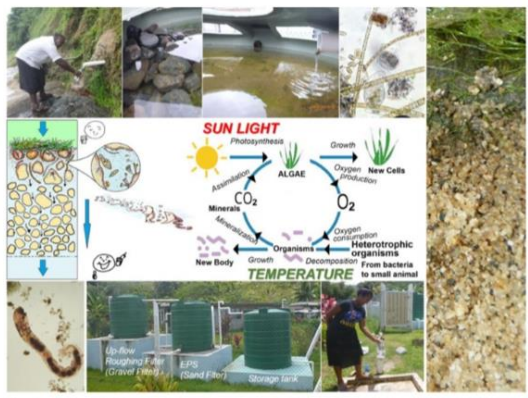 SUN LIGHT
Photosynthesis
Growth
ALGAE
New Cells
Assimilation
Oxygen
production
CO2
O2
Minerals
Mineralization
Oxygen
consumption
Organisms
Heterotrophic
organisms
New Body
Growth
Decomposition
From bacteria
to small animal
TEMPERATURE
Up-flow
Roughing Filter
(Gravel Filter)
EPS
(Sand Filter)
Storage tank